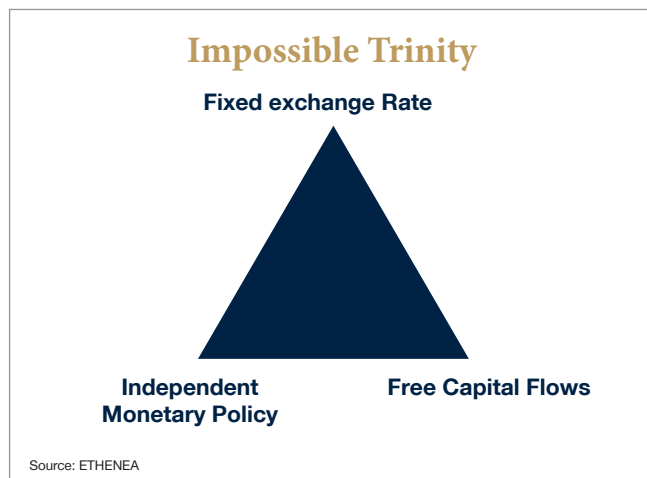 Impossible Trinity
Fixed exchange Rate
Independent
Monetary Policy
Free Capital Flows
Source: ETHENEA